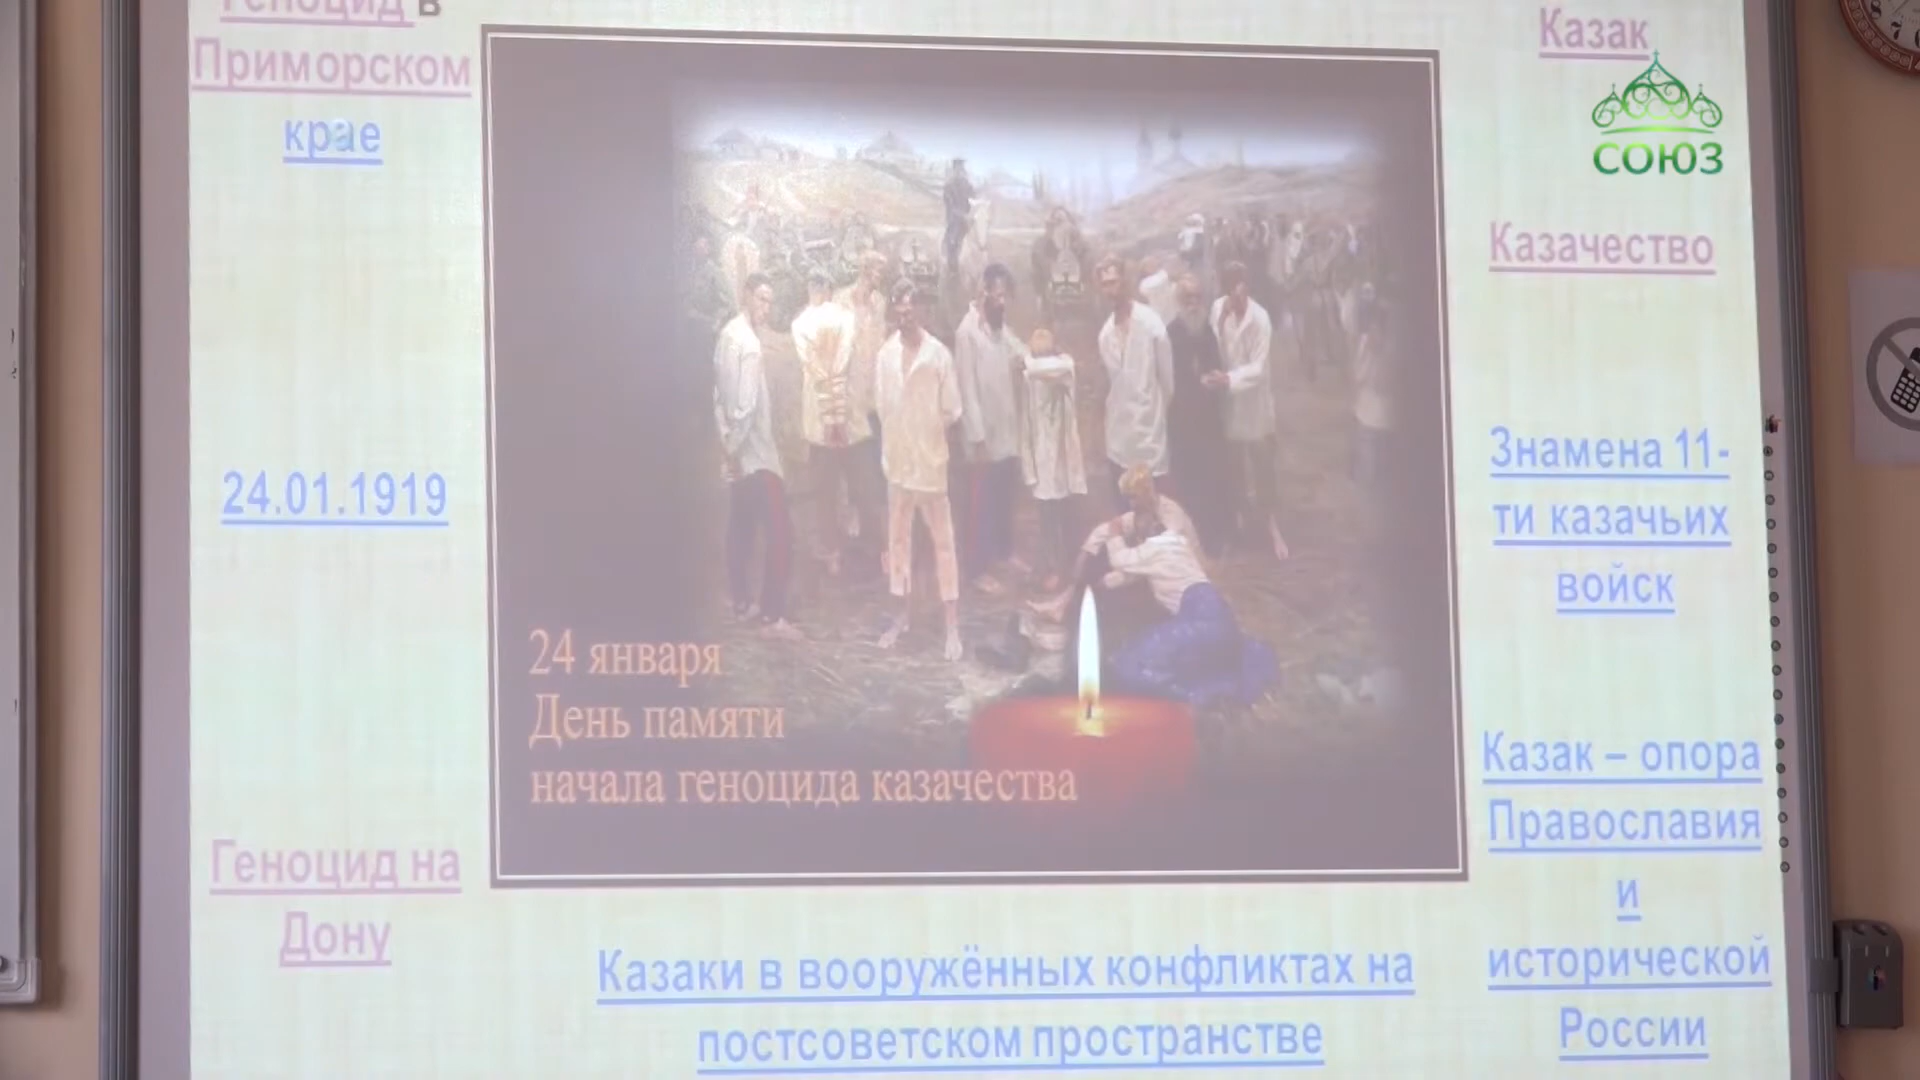 Геноцид в
Приморском
крае
24.01.1919
Геноцид на
Дону
24 января
День памяти
начала геноцида казачества
Казаки в вооружённых конфликтах на
постсоветском пространстве
Казак
СОЮЗ
Казачество
Знамена 11-
ти казачьих
войск
Казак – опора
Православия
и
исторической
России